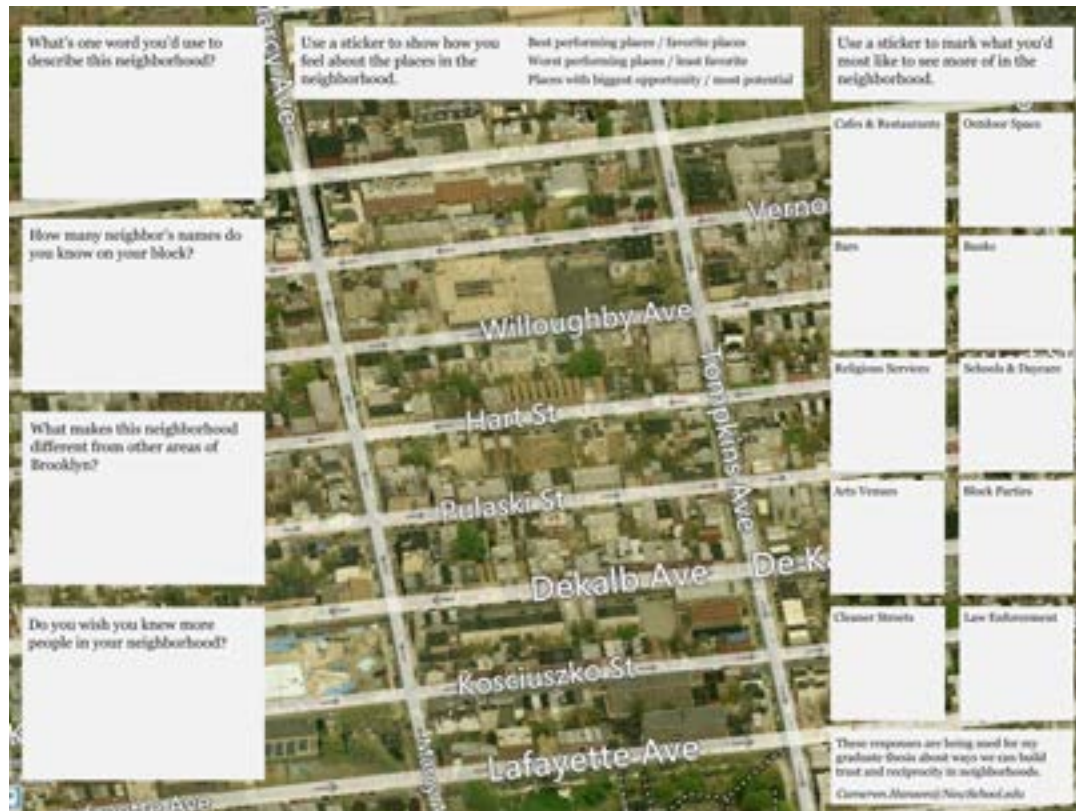 What's one word you'd use to
describe this neighborhood?
How many neighbor's names do
you know on your block?
What makes this neighborhood
different from other areas of
Brooklyn?
Do you wish you knew more
people in your neighborhood?
Use a sticker to show how you
feel about the places in the
neighborhood.
Best performing places / favorite places
Worst performing places / least favorite
Places with biggest opportunity / most potential
Use a sticker to mark what you'd
most like to see more of in the
neighborhood.
Cafes & Restaurants
Outdoor Space
Bars
Banks
Religious Services
Schools & Daycare
Arts Venues
Block Parties
Cleaner Streets
Law Enforcement
These responses are being used for my
graduate thesis about ways we can build
trust and reciprocity in neighborhoods.
Ave
Verno
Willoughby Ave
Hart St
Tompkins Ave
Pulaski St
Dekalb Ave
De K
Kosciuszko St
Lafayette Ave
Ave